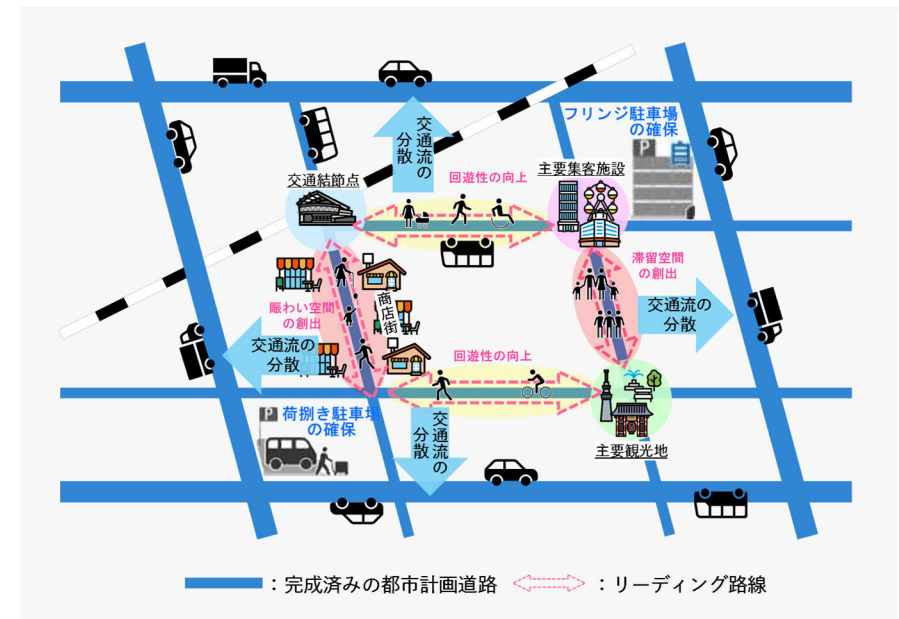 フリンジ駐車場
の確保
P
交通流の
分散
交通結節点
主要集客施設
回遊性の向上
滞留空間
の創出
商店街
賑わい空間
の創出
交通流の
分散
交通流の
分散
回遊性の向上
P
荷捌き駐車場
の確保
交通流の
分散
主要観光地
：完成済みの都市計画道路
：リーディング路線